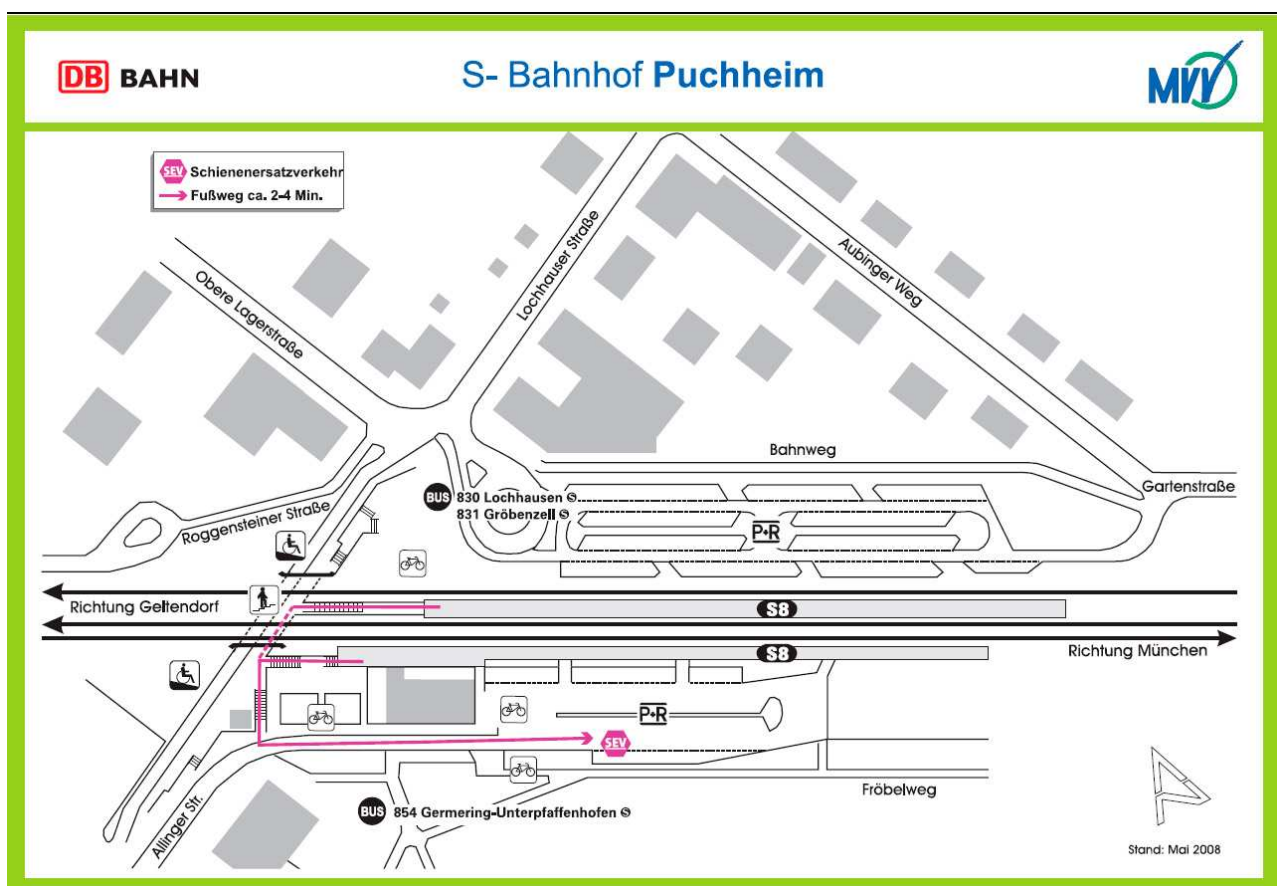 DB BAHN
S- Bahnhof Puchheim
MVV
SEV Schienenersatzverkehr
Fußweg ca. 2-4 Min.
Obere Lagerstraße
Lochhauser Straße
Aubinger Weg
Bahnweg
Gartenstraße
BUS 830 Lochhausen S
831 Gröbenzell S
Roggensteiner Straße
P+R
Richtung Geltendorf
S8
S8
Richtung München
P+R
SEV
Fröbelweg
BUS 854 Germering-Unterpfaffenhofen S
Allinger Str.
Stand: Mai 2008